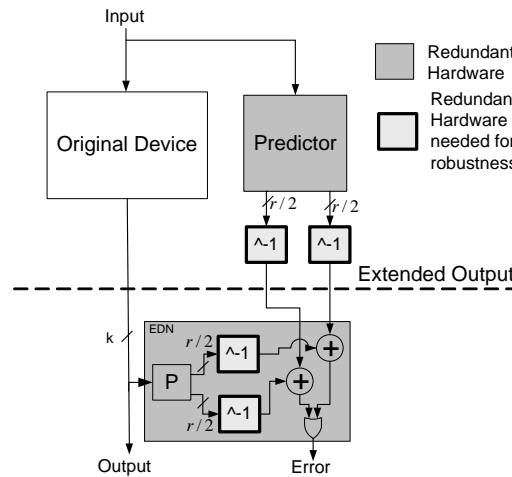 Input
Redundant
Hardware
Redundan
Hardware
needed for
robustness
Original Device
Predictor
r/2
r/2
^-1
^-1
Extended Output
k
EDN
r/2
^-1
P
r/2
^-1
+
+
Output
Error